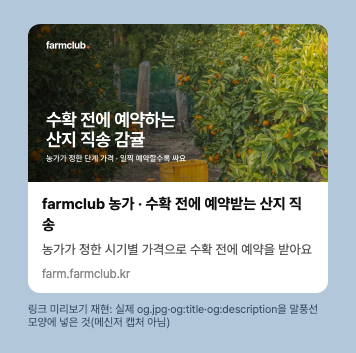 farmclub.
수확 전에 예약하는
산지 직송 감귤
농가가 정한 단계 가격 · 일찍 예약할수록 싸요
farmclub 농가 · 수확 전에 예약받는 산지 직
송
농가가 정한 시기별 가격으로 수확 전에 예약을 받아요
farm.farmclub.kr
링크 미리보기 재현: 실제 og.jpg·og:title·og:description을 말풍선
모양에 넣은 것(메신저 캡처 아님)